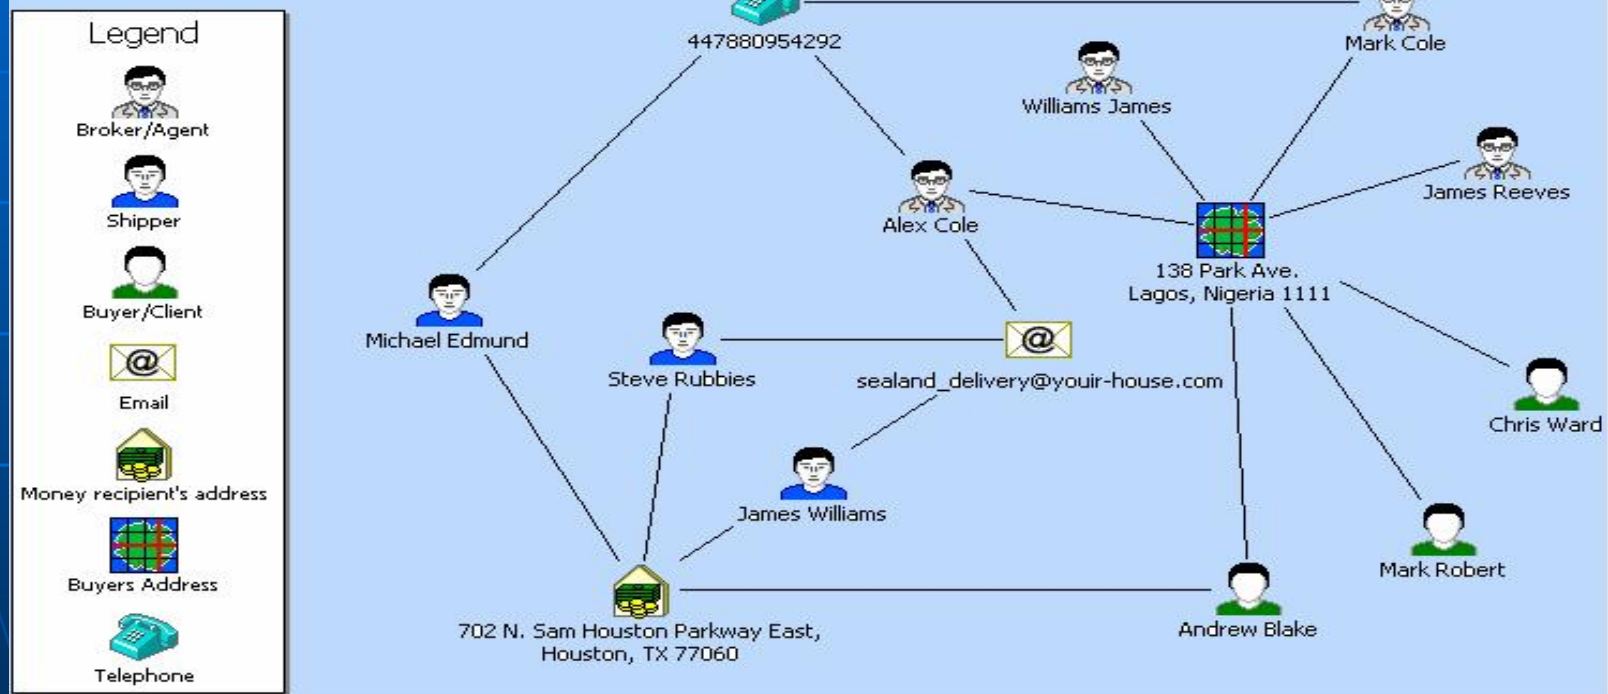 Legend
Broker/Agent
Shipper
Buyer/Client
@
Email
Money recipient's address
Buyers Address
Telephone
447880954292
Mark Cole
Williams James
James Reeves
Alex Cole
138 Park Ave.
Lagos, Nigeria 1111
Michael Edmund
Steve Rubbies
@
sealand_delivery@youir-house.com
Chris Ward
James Williams
Mark Robert
Andrew Blake
702 N. Sam Houston Parkway East,
Houston, TX 77060